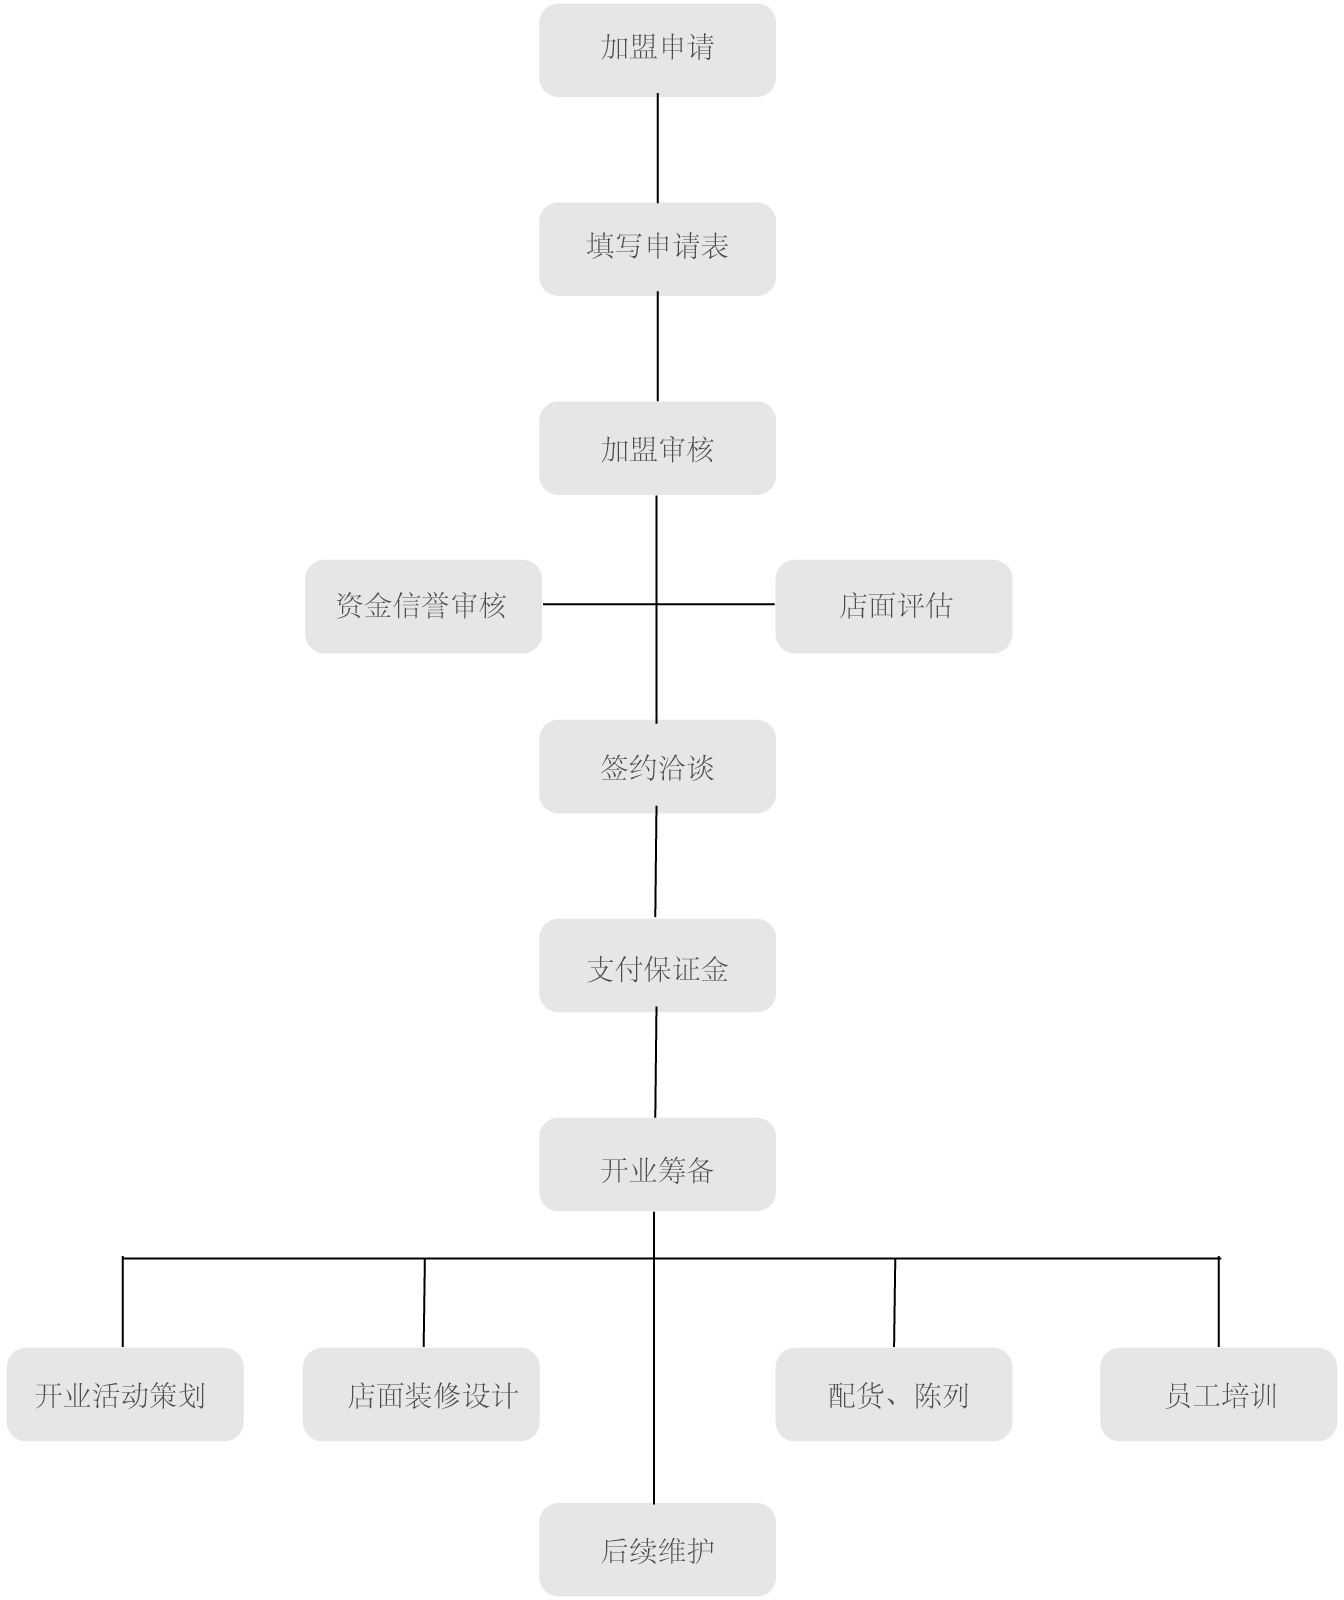 加盟申请
填写申请表
加盟审核
资金信誉审核
店面评估
签约洽谈
支付保证金
开业筹备
开业活动策划
店面装修设计
配货、陈列
员工培训
后续维护